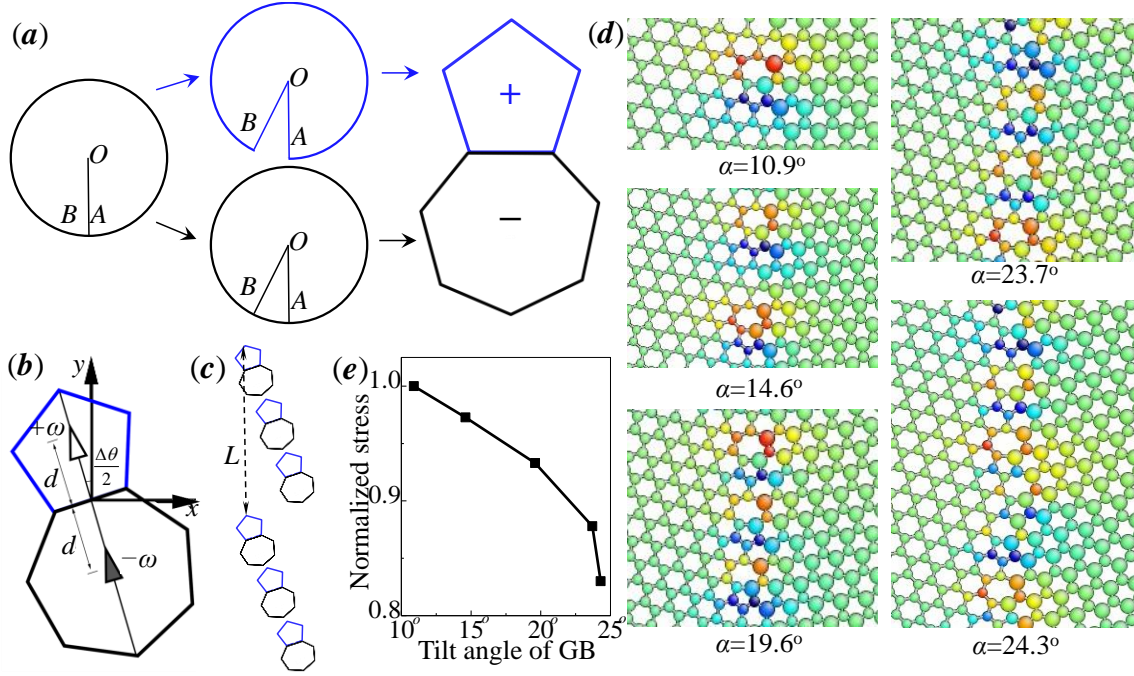 (a)
O
B
A
O
B
A
O
B
A
+
−
(b)
y
+ω
Δθ
2
d
x
d
−ω
(c)
L
(e)
Normalized stress
1.0
0.9
0.8
10° 15° 20° 25°
Tilt angle of GB
(d)
α=10.9°
α=14.6°
α=19.6°
α=23.7°
α=24.3°